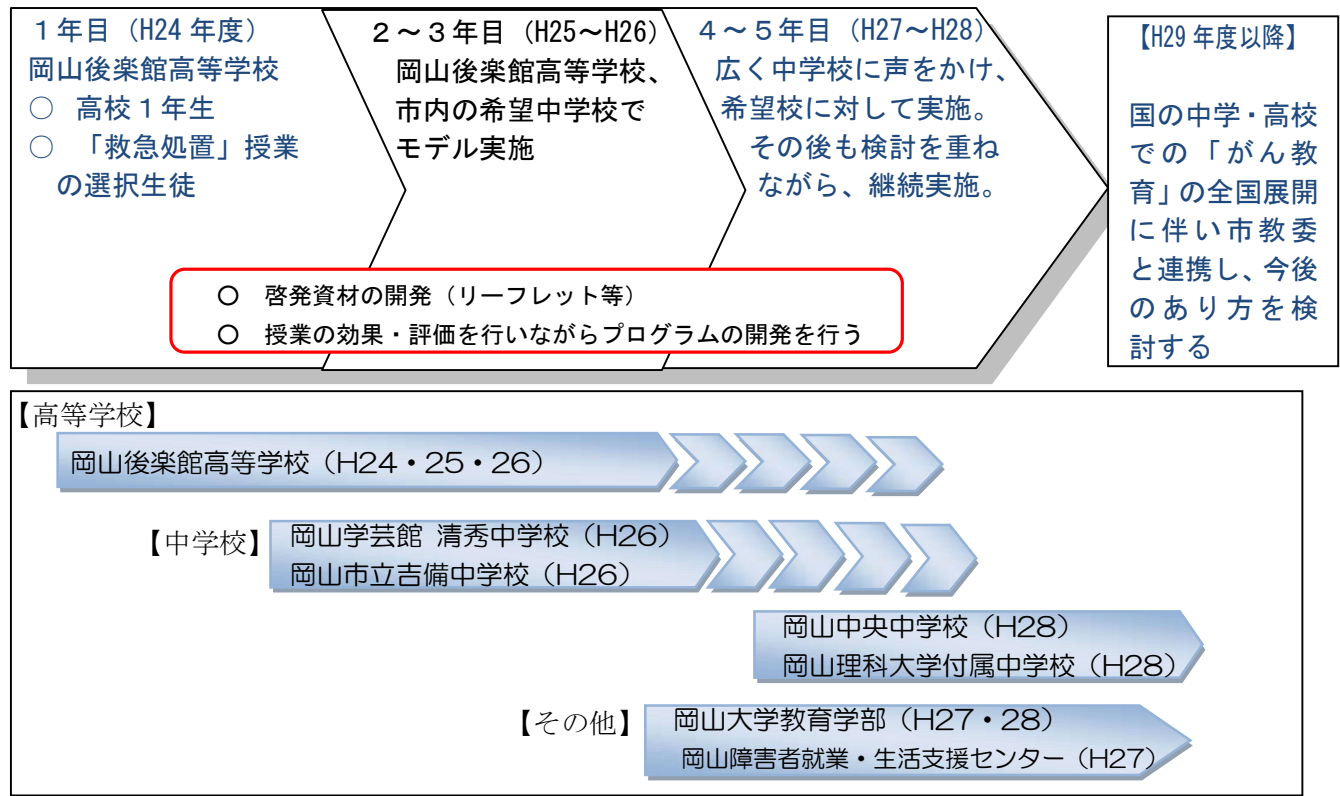 1年目（H24年度）
岡山後楽館高等学校
○　高校1年生
○　「救急処置」授業
の選択生徒
2～3年目（H25～H26）
岡山後楽館高等学校、
市内の希望中学校で
モデル実施
4～5年目（H27～H28）
広く中学校に声をかけ、
希望校に対して実施。
その後も検討を重ね
ながら、継続実施。
【H29年度以降】
国の中学・高校
での「がん教
育」の全国展開
に伴い市教委
と連携し、今後
のあり方を検
討する
○　啓発資材の開発（リーフレット等）
○　授業の効果・評価を行いながらプログラムの開発を行う
【高等学校】
岡山後楽館高等学校（H24・25・26）
【中学校】
岡山学芸館 清秀中学校（H26）
岡山市立吉備中学校（H26）
岡山中央中学校（H28）
岡山理科大学付属中学校（H28）
【その他】
岡山大学教育学部（H27・28）
岡山障害者就業・生活支援センター（H27）